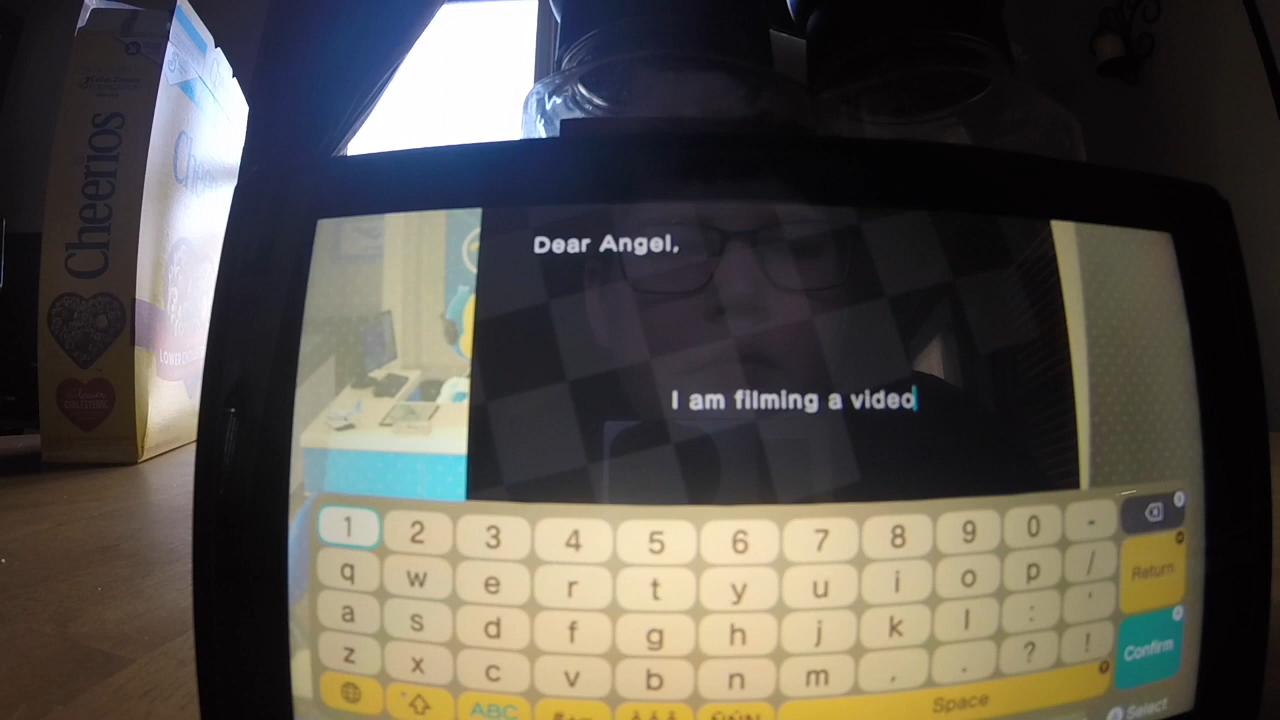 Cheerios
Dear Angel,
I am filming a video
1 2 3 4 5 6 7 8 9 0 -
q w e r t y u i o p /
Return
a s d f g h j k l : '
z x c v b n m , . ? !
Confirm
ABC
Space
Select